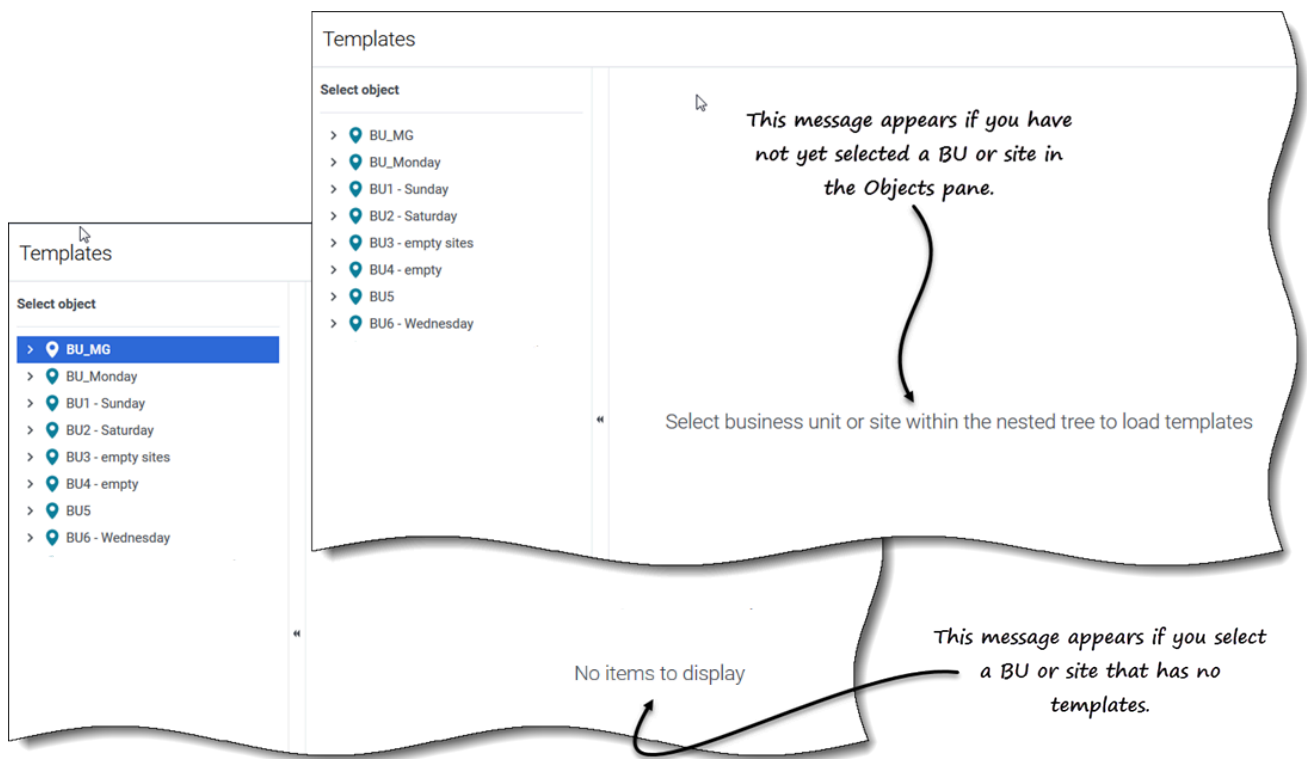 Templates
Select object
BU_MG
BU_Monday
BU1 - Sunday
BU2 - Saturday
BU3 - empty sites
BU4 - empty
BU5
BU6 - Wednesday
This message appears if you have
not yet selected a BU or site in
the Objects pane.
Select business unit or site within the nested tree to load templates
Templates
Select object
BU_MG
BU_Monday
BU1 - Sunday
BU2 - Saturday
BU3 - empty sites
BU4 - empty
BU5
BU6 - Wednesday
No items to display
This message appears if you select
a BU or site that has no
templates.